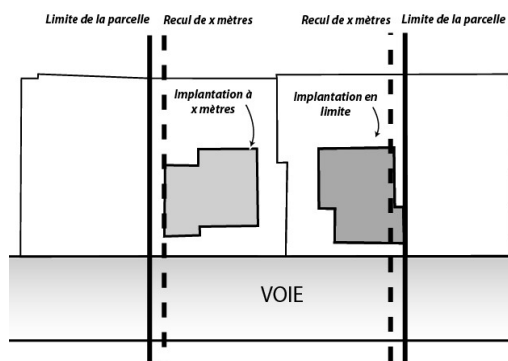 Limite de la parcelle Recul de x mètres Recul de x mètres Limite de la parcelle
Implantation à
x mètres
Implantation en
limite
VOIE